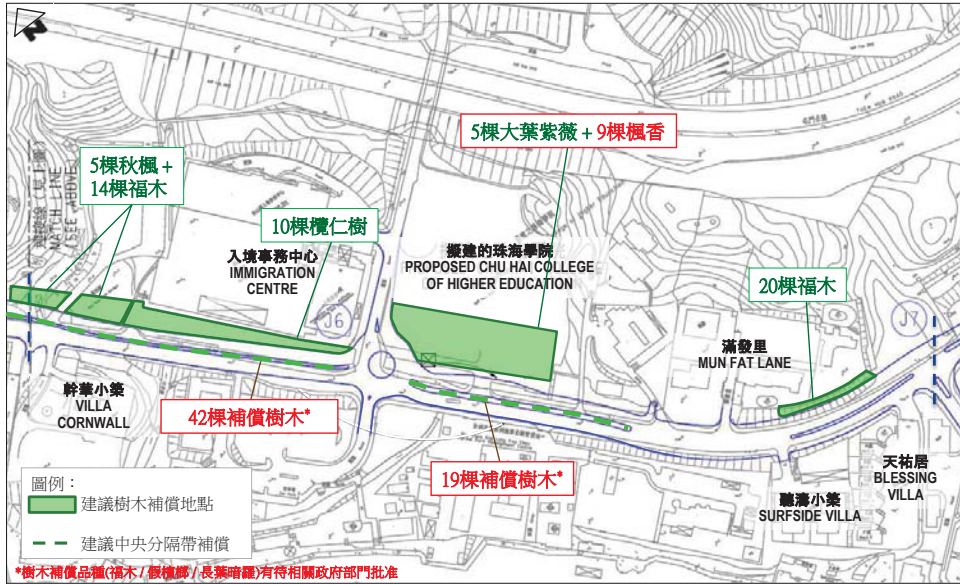 N
5棵大葉紫薇 + 9棵楓香
5棵秋楓 +
14棵福木
MATCH LINE
(SEE ABOVE)
10棵欖仁樹
入境事務中心
IMMIGRATION
CENTRE
擬建的珠海學院
PROPOSED CHU HAI COLLEGE
OF HIGHER EDUCATION
20棵福木
J6
J7
滿發里
MUN FAT LANE
幹華小築
VILLA
CORNWALL
42棵補償樹木*
19棵補償樹木*
天祐居
BLESSING
VILLA
聽濤小築
SURFSIDE VILLA
圖例：
建議樹木補償地點
建議中央分隔帶補償
*樹木補償品種(福木 / 假檳榔 / 長葉暗羅)有待相關政府部門批准